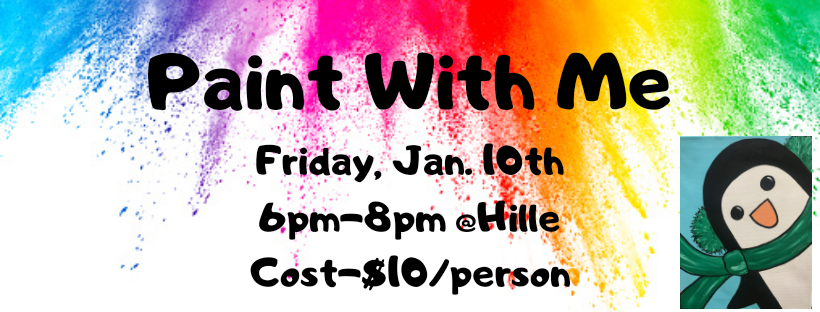 Paint With Me
Friday, Jan. 10th
6pm-8pm @Hille
Cost-$10/person